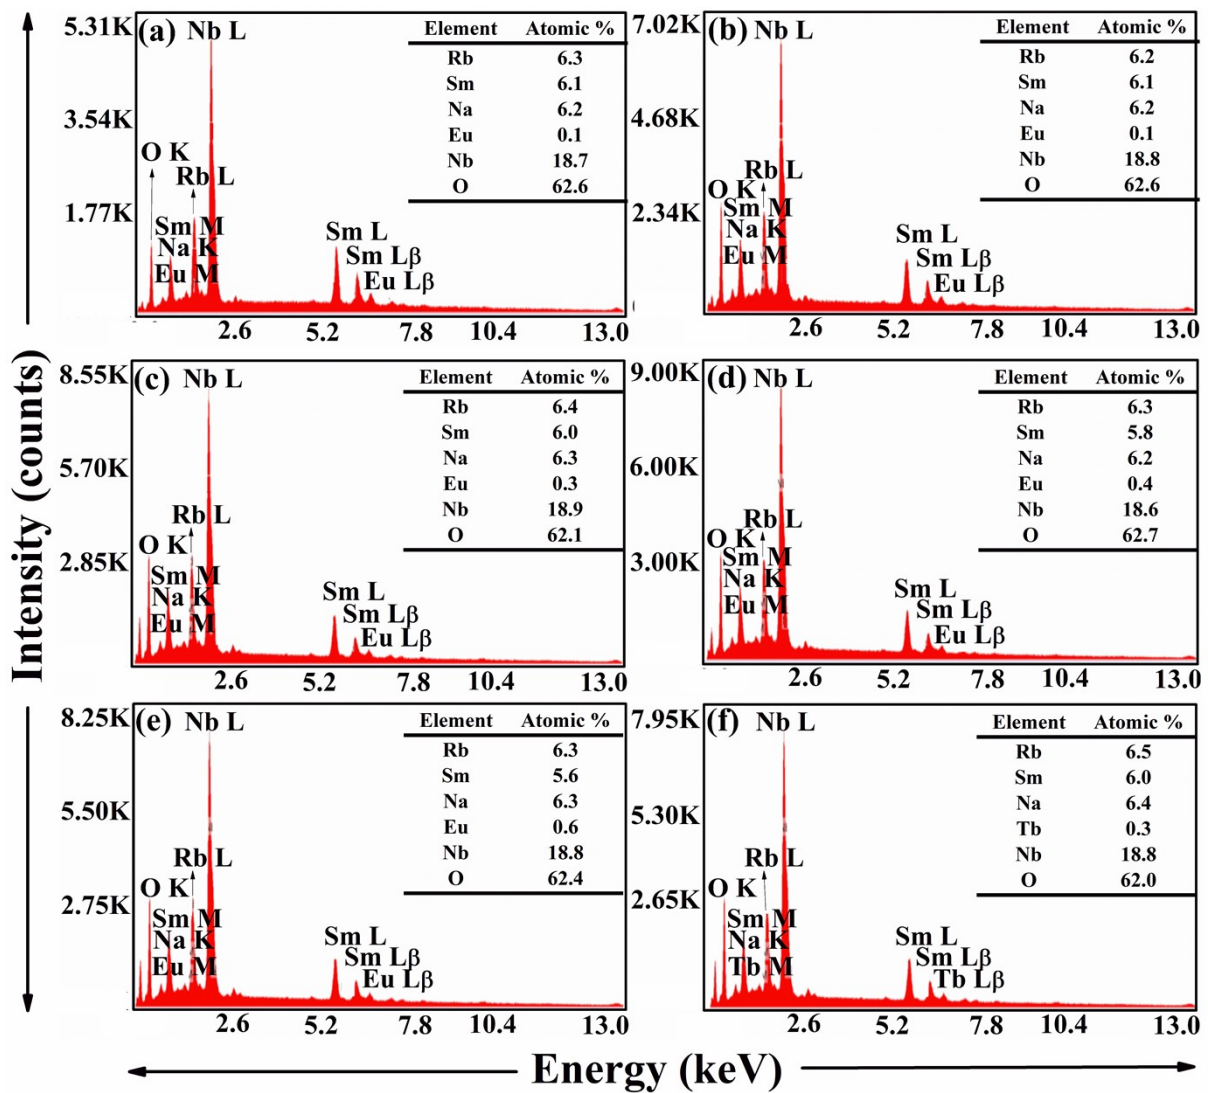 Intensity (counts)
(a) Nb L
5.31K
3.54K
1.77K
O K
Rb L
Sm M
Na K
Eu M
Sm L
Sm Lβ
Eu Lβ
Element Atomic %
Rb 6.3
Sm 6.1
Na 6.2
Eu 0.1
Nb 18.7
O 62.6
2.6 5.2 7.8 10.4 13.0
(b) Nb L
7.02K
4.68K
2.34K
O K
Rb L
Sm M
Na K
Eu M
Sm L
Sm Lβ
Eu Lβ
Element Atomic %
Rb 6.2
Sm 6.1
Na 6.2
Eu 0.1
Nb 18.8
O 62.6
2.6 5.2 7.8 10.4 13.0
(c) Nb L
8.55K
5.70K
2.85K
O K
Rb L
Sm M
Na K
Eu M
Sm L
Sm Lβ
Eu Lβ
Element Atomic %
Rb 6.4
Sm 6.0
Na 6.3
Eu 0.3
Nb 18.9
O 62.1
2.6 5.2 7.8 10.4 13.0
(d) Nb L
9.00K
6.00K
3.00K
O K
Rb L
Sm M
Na K
Eu M
Sm L
Sm Lβ
Eu Lβ
Element Atomic %
Rb 6.3
Sm 5.8
Na 6.2
Eu 0.4
Nb 18.6
O 62.7
2.6 5.2 7.8 10.4 13.0
(e) Nb L
8.25K
5.50K
2.75K
O K
Rb L
Sm M
Na K
Eu M
Sm L
Sm Lβ
Eu Lβ
Element Atomic %
Rb 6.3
Sm 5.6
Na 6.3
Eu 0.6
Nb 18.8
O 62.4
2.6 5.2 7.8 10.4 13.0
(f) Nb L
7.95K
5.30K
2.65K
O K
Rb L
Sm M
Na K
Tb M
Sm L
Sm Lβ
Tb Lβ
Element Atomic %
Rb 6.5
Sm 6.0
Na 6.4
Tb 0.3
Nb 18.8
O 62.0
2.6 5.2 7.8 10.4 13.0
Energy (keV)